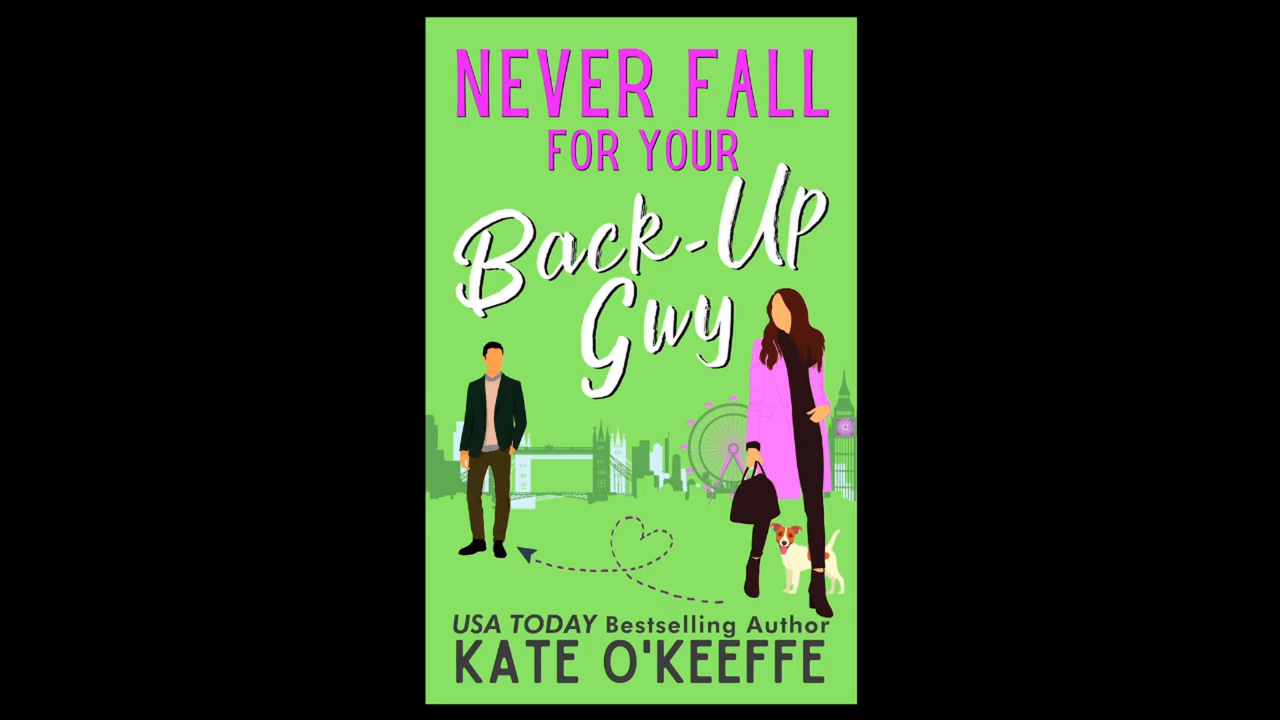 NEVER FALL
FOR YOUR
Back-Up
Guy
USA TODAY Bestselling Author
KATE O'KEEFFE